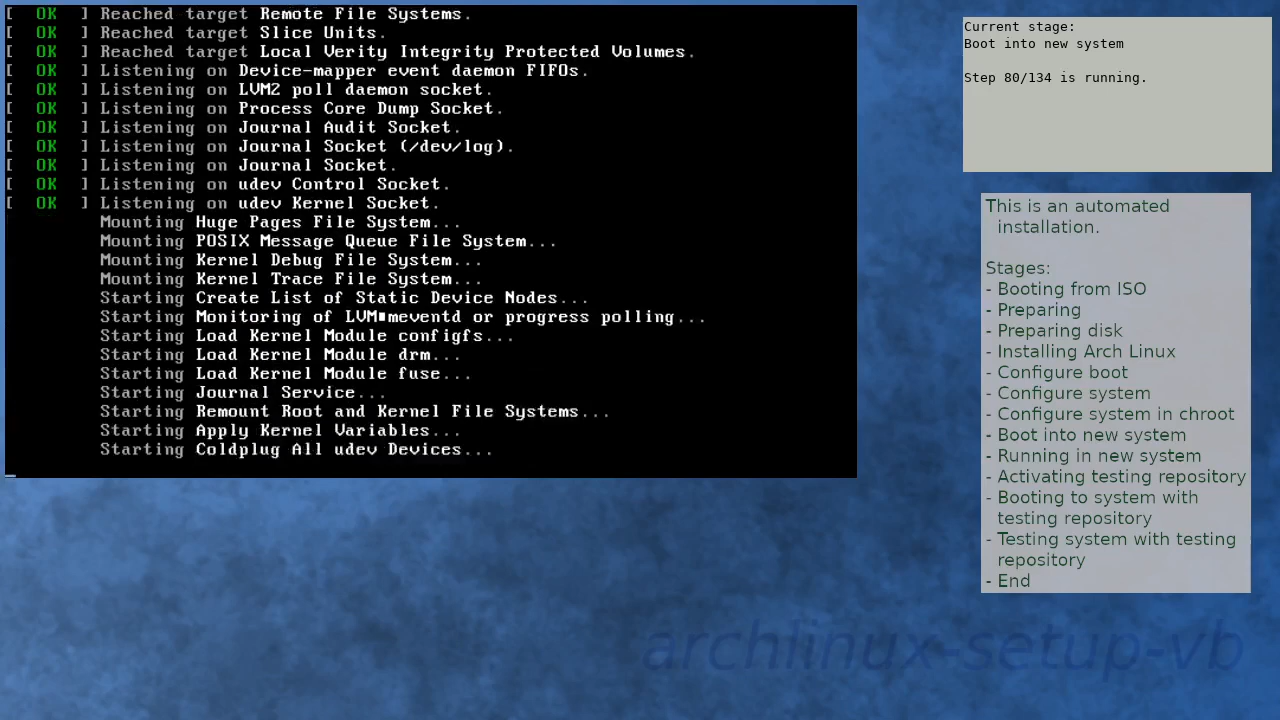 [  OK  ] Reached target Remote File Systems.
[  OK  ] Reached target Slice Units.
[  OK  ] Reached target Local Verity Integrity Protected Volumes.
[  OK  ] Listening on Device-mapper event daemon FIFOs.
[  OK  ] Listening on LVM2 poll daemon socket.
[  OK  ] Listening on Process Core Dump Socket.
[  OK  ] Listening on Journal Audit Socket.
[  OK  ] Listening on Journal Socket (/dev/log).
[  OK  ] Listening on Journal Socket.
[  OK  ] Listening on udev Control Socket.
[  OK  ] Listening on udev Kernel Socket.
Mounting Huge Pages File System...
Mounting POSIX Message Queue File System...
Mounting Kernel Debug File System...
Mounting Kernel Trace File System...
Starting Create List of Static Device Nodes...
Starting Monitoring of LVM■meventd or progress polling...
Starting Load Kernel Module configfs...
Starting Load Kernel Module drm...
Starting Load Kernel Module fuse...
Starting Journal Service...
Starting Remount Root and Kernel File Systems...
Starting Apply Kernel Variables...
Starting Coldplug All udev Devices...
Current stage:
Boot into new system
Step 80/134 is running.
This is an automated
installation.
Stages:
- Booting from ISO
- Preparing
- Preparing disk
- Installing Arch Linux
- Configure boot
- Configure system
- Configure system in chroot
- Boot into new system
- Running in new system
- Activating testing repository
- Booting to system with
testing repository
- Testing system with testing
repository
- End
archlinux-setup-vb